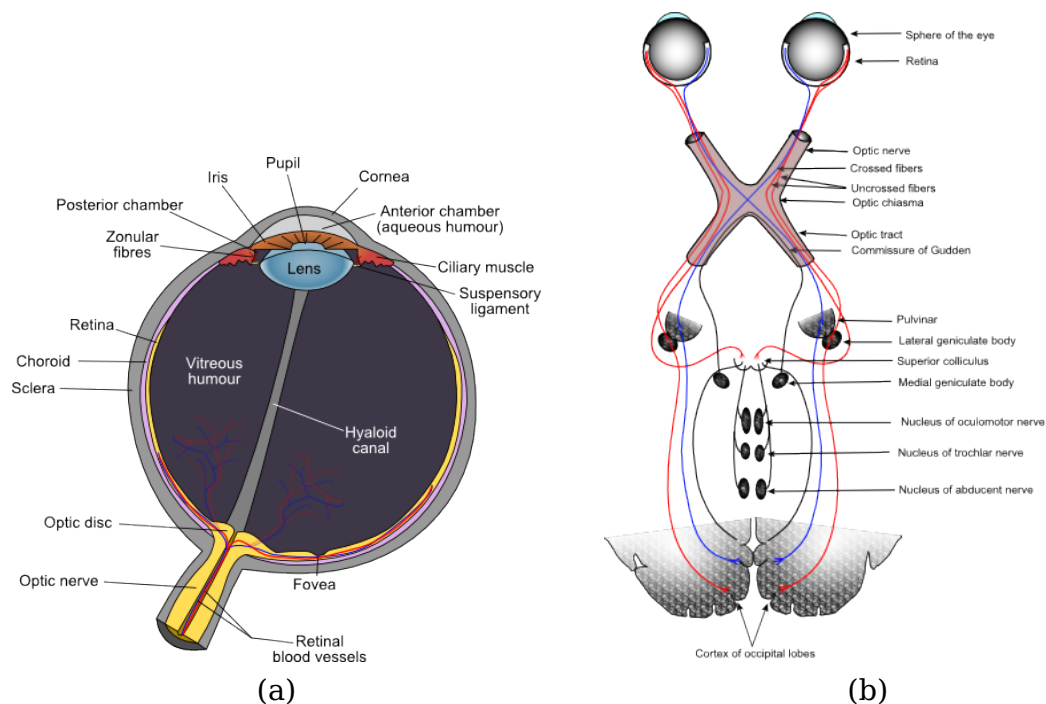 Pupil
Iris
Cornea
Posterior chamber
Anterior chamber
(aqueous humour)
Zonular
fibres
Lens
Ciliary muscle
Suspensory
ligament
Retina
Choroid
Sclera
Vitreous
humour
Hyaloid
canal
Optic disc
Optic nerve
Fovea
Retinal
blood vessels
(a)
Sphere of the eye
Retina
Optic nerve
Crossed fibers
Uncrossed fibers
Optic chiasma
Optic tract
Commissure of Gudden
Pulvinar
Lateral geniculate body
Superior colliculus
Medial geniculate body
Nucleus of oculomotor nerve
Nucleus of trochlar nerve
Nucleus of abducent nerve
Cortex of occipital lobes
(b)